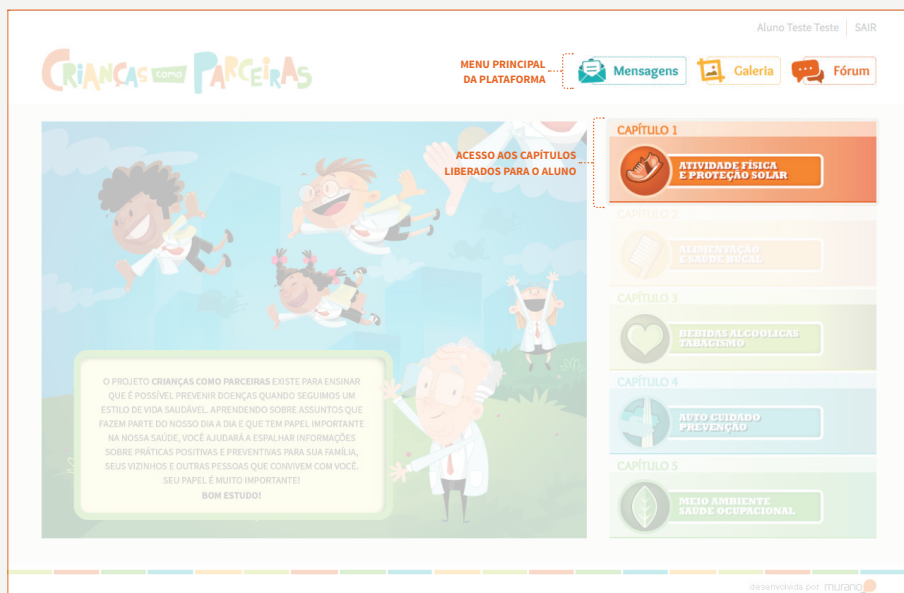 Aluno Teste Teste | SAIR
CRIANÇAS COMO PARCEIRAS
MENU PRINCIPAL
DA PLATAFORMA
Mensagens
Galeria
Fórum
ACESSO AOS CAPÍTULOS
LIBERADOS PARA O ALUNO
CAPÍTULO 1
ATIVIDADE FÍSICA
E PROTEÇÃO SOLAR
CAPÍTULO 2
ALIMENTAÇÃO
E SAÚDE BUCAL
CAPÍTULO 3
BEBIDAS ALCOOLICAS
TABAGISMO
CAPÍTULO 4
AUTO CUIDADO
PREVENÇÃO
CAPÍTULO 5
MEIO AMBIENTE
SAÚDE OCUPACIONAL
O PROJETO CRIANÇAS COMO PARCEIRAS EXISTE PARA ENSINAR
QUE É POSSÍVEL PREVENIR DOENÇAS QUANDO SEGUIMOS UM
ESTILO DE VIDA SAUDÁVEL. APRENDENDO SOBRE ASSUNTOS QUE
FAZEM PARTE DO NOSSO DIA A DIA E QUE TEM PAPEL IMPORTANTE
NA NOSSA SAÚDE, VOCÊ AJUDARÁ A ESPALHAR INFORMAÇÕES
SOBRE PRÁTICAS POSITIVAS E PREVENTIVAS PARA SUA FAMÍLIA,
SEUS VIZINHOS E OUTRAS PESSOAS QUE CONVIVEM COM VOCÊ.
SEU PAPEL É MUITO IMPORTANTE!
BOM ESTUDO!
desenvolvida por murano